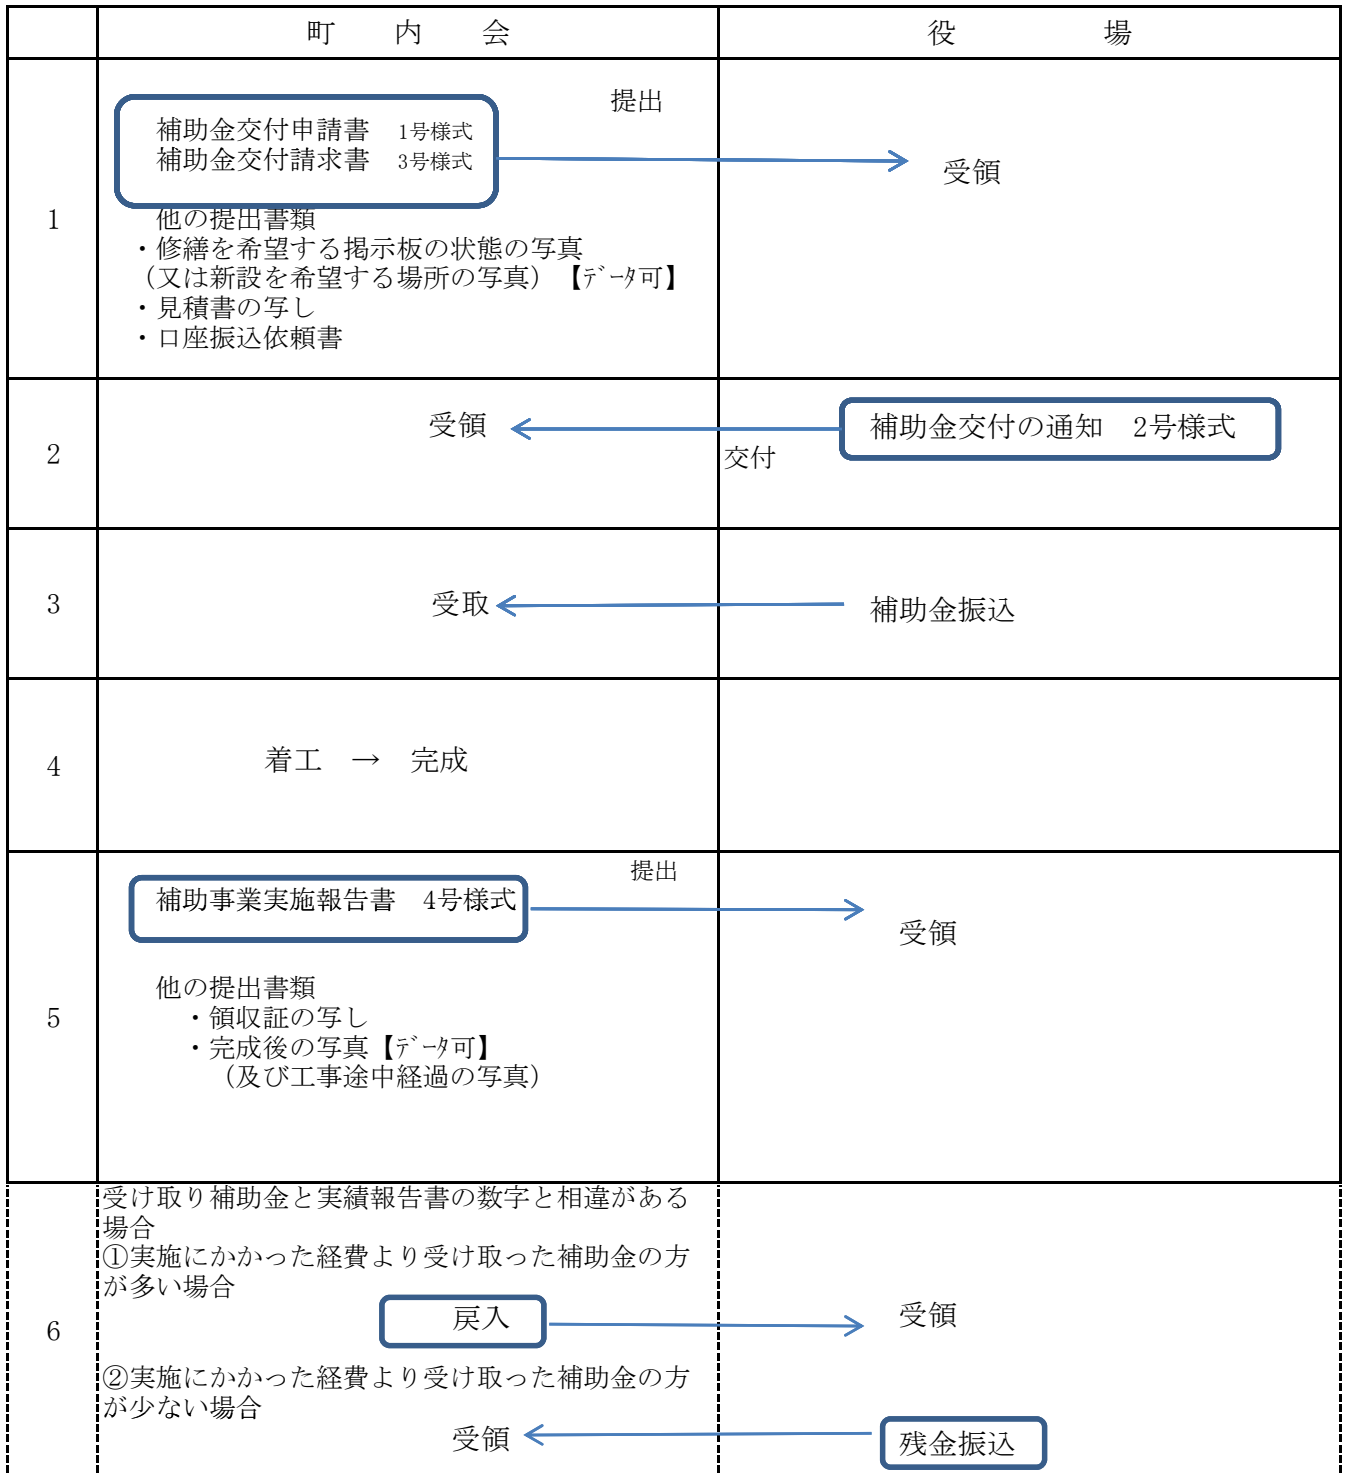 町　内　会
役　場
1
提出
補助金交付申請書　1号様式
補助金交付請求書　3号様式
受領
他の提出書類
・修繕を希望する掲示板の状態の写真
（又は新設を希望する場所の写真）【ﾃﾞｰﾀ可】
・見積書の写し
・口座振込依頼書
2
受領
補助金交付の通知　2号様式
交付
3
受取
補助金振込
4
着工　→　完成
5
提出
補助事業実施報告書　4号様式
受領
他の提出書類
・領収証の写し
・完成後の写真【ﾃﾞｰﾀ可】
（及び工事途中経過の写真）
6
受け取り補助金と実績報告書の数字と相違がある
場合
①実施にかかった経費より受け取った補助金の方
が多い場合
戻入
受領
②実施にかかった経費より受け取った補助金の方
が少ない場合
受領
残金振込